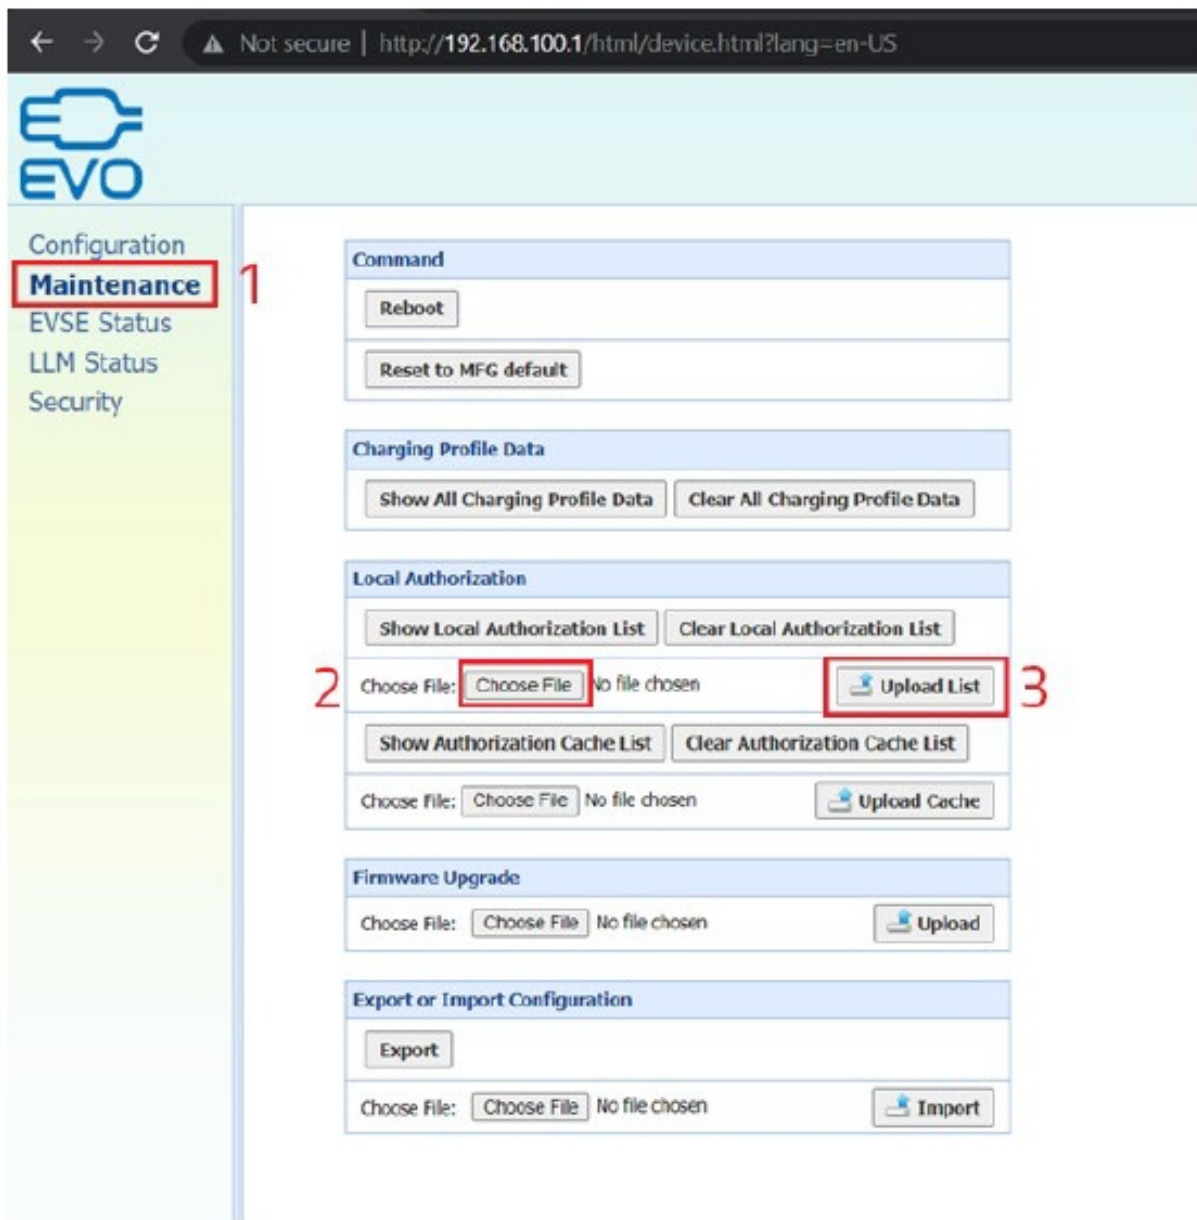 Not secure | http://192.168.100.1/html/device.html?lang=en-US
EVO
Configuration
Maintenance 1
EVSE Status
LLM Status
Security
Command
Reboot
Reset to MFG default
Charging Profile Data
Show All Charging Profile Data Clear All Charging Profile Data
Local Authorization
Show Local Authorization List Clear Local Authorization List
2 Choose File: Choose File No file chosen Upload List 3
Show Authorization Cache List Clear Authorization Cache List
Choose File: Choose File No file chosen Upload Cache
Firmware Upgrade
Choose File: Choose File No file chosen Upload
Export or Import Configuration
Export
Choose File: Choose File No file chosen Import